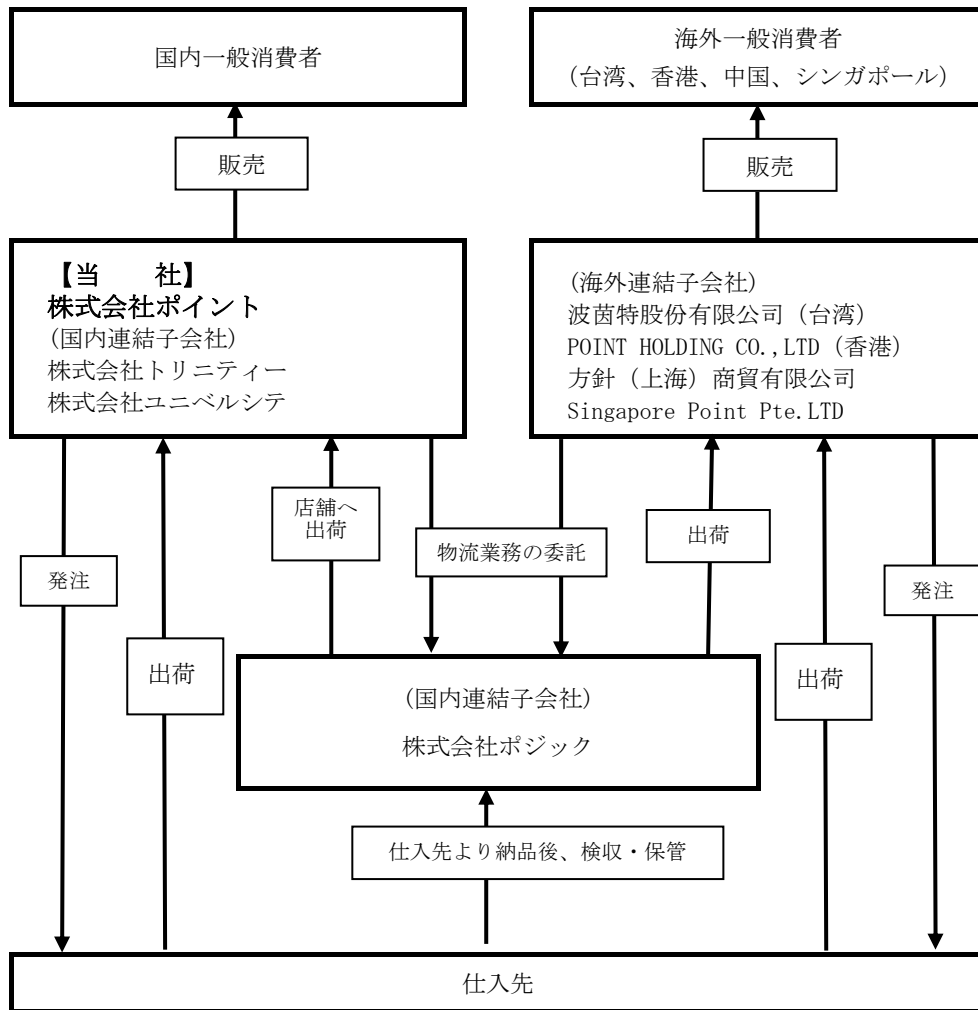 国内一般消費者
海外一般消費者
(台湾、香港、中国、シンガポール)
販売
販売
【当　　社】
株式会社ポイント
(国内連結子会社)
株式会社トリニティー
株式会社ユニベルシテ
(海外連結子会社)
波茵特股份有限公司（台湾）
POINT HOLDING CO.,LTD（香港）
方針（上海）商貿有限公司
Singapore Point Pte.LTD
店舗へ
出荷
物流業務の委託
出荷
発注
発注
出荷
出荷
(国内連結子会社)
株式会社ポジック
仕入先より納品後、検収・保管
仕入先